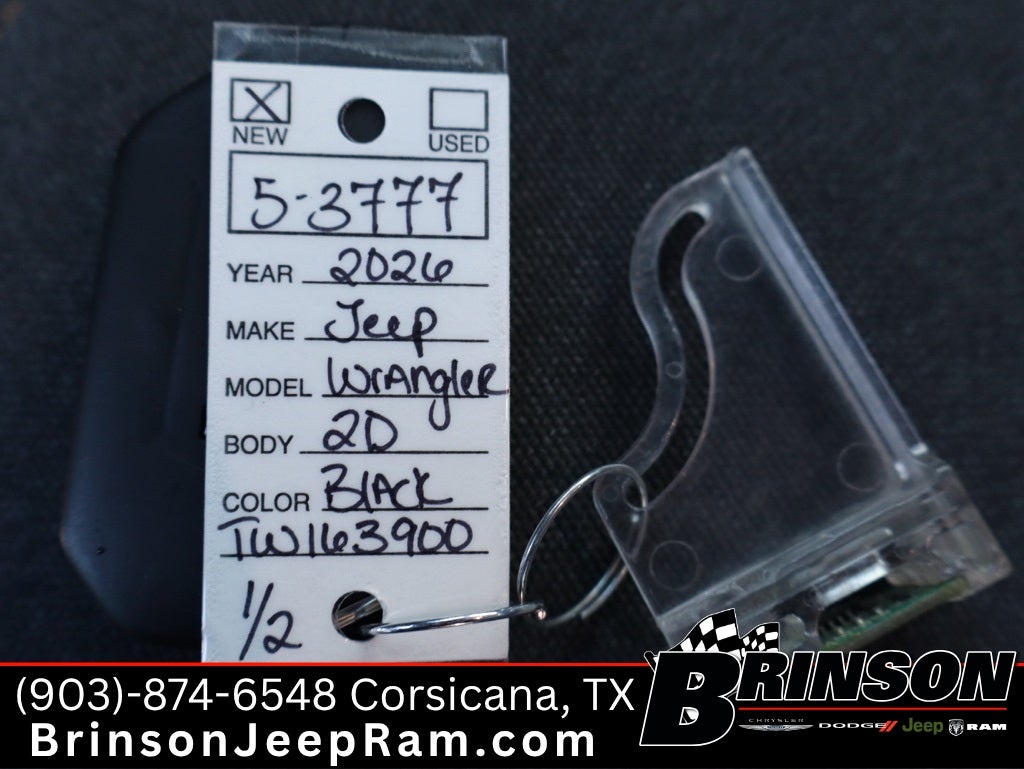 X
NEW
USED
5-3777
YEAR 2026
MAKE Jeep
MODEL WrAngleR
BODY 2D
COLOR BlACK
TW163900
1/2
(903)-874-6548 Corsicana, TX
BrinsonJeepRam.com
BRINSON
CHRYSLER DODGE// Jeep RAM